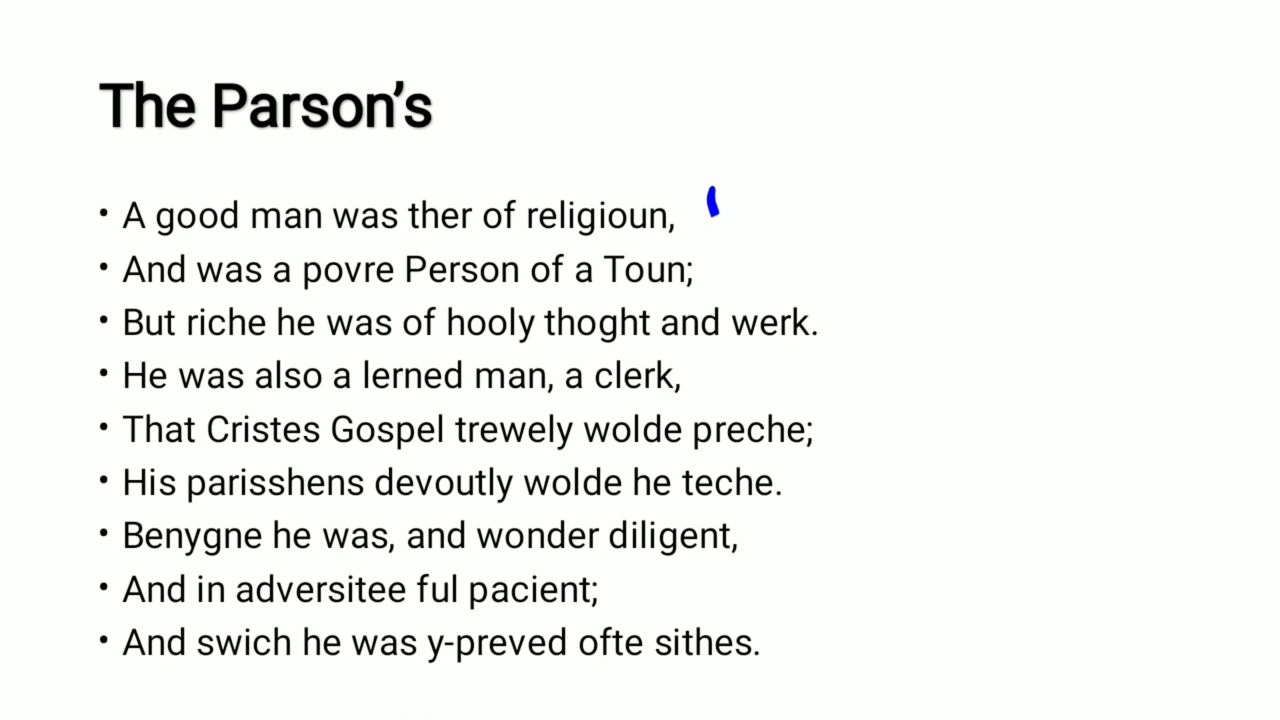 The Parson’s
• A good man was ther of religioun,
• And was a povre Person of a Toun;
• But riche he was of hooly thoght and werk.
• He was also a lerned man, a clerk,
• That Cristes Gospel trewely wolde preche;
• His parisshens devoutly wolde he teche.
• Benygne he was, and wonder diligent,
• And in adversitee ful pacient;
• And swich he was y-preved ofte sithes.